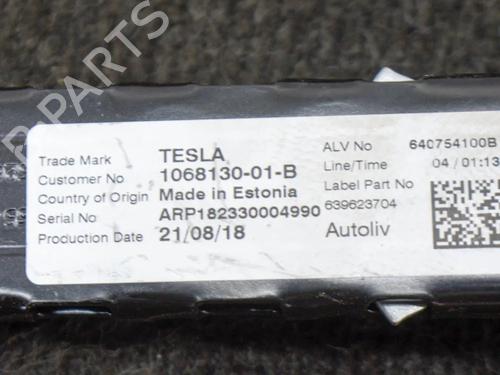 B-PARTS
Trade Mark TESLA
Customer No 1068130-01-B
Country of Origin Made in Estonia
Serial No ARP182330004990
Production Date 21/08/18
ALV No 640754100B
Line/Time 04 / 01:13
Label Part No
639623704
Autoliv